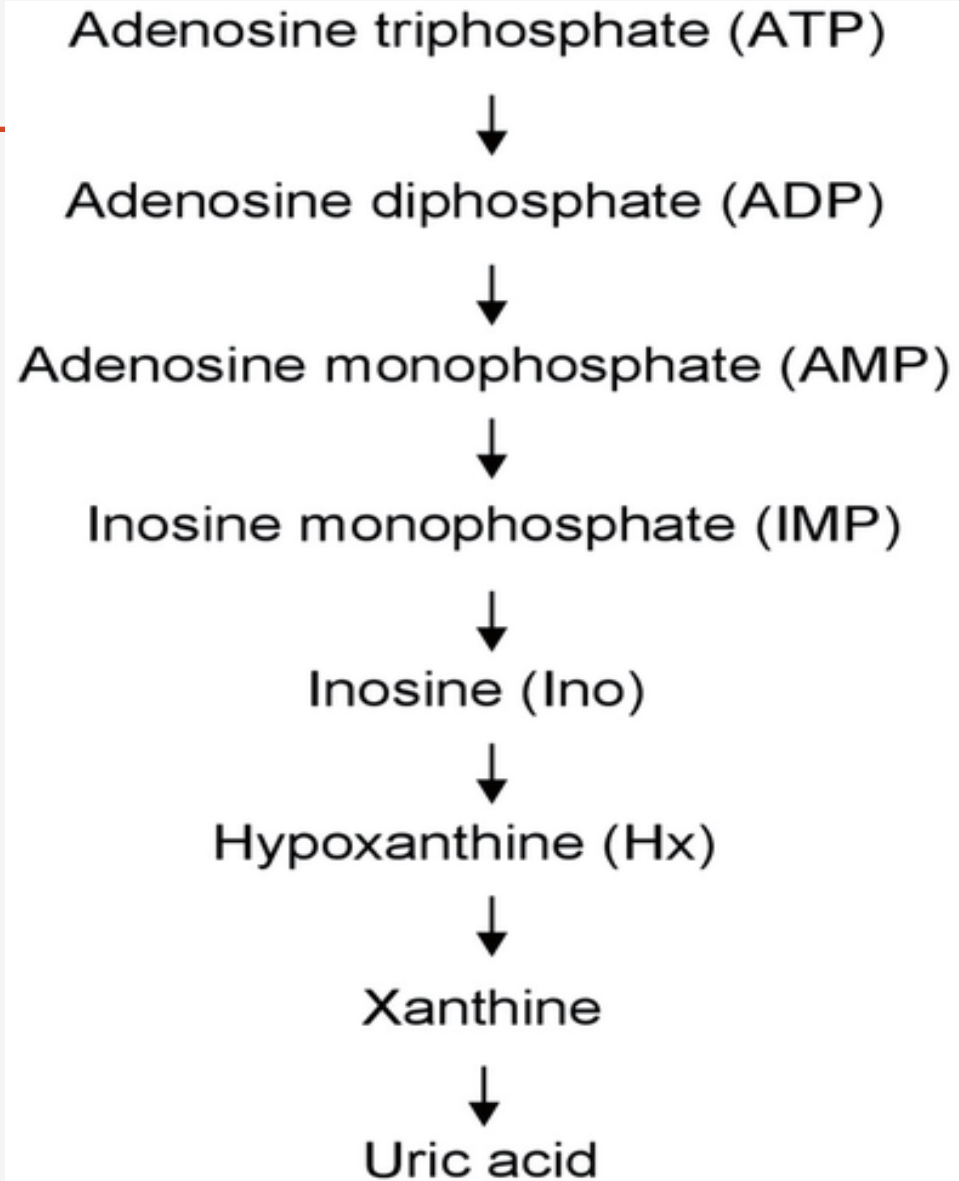 Adenosine triphosphate (ATP)
Adenosine diphosphate (ADP)
Adenosine monophosphate (AMP)
Inosine monophosphate (IMP)
Inosine (Ino)
Hypoxanthine (Hx)
Xanthine
Uric acid